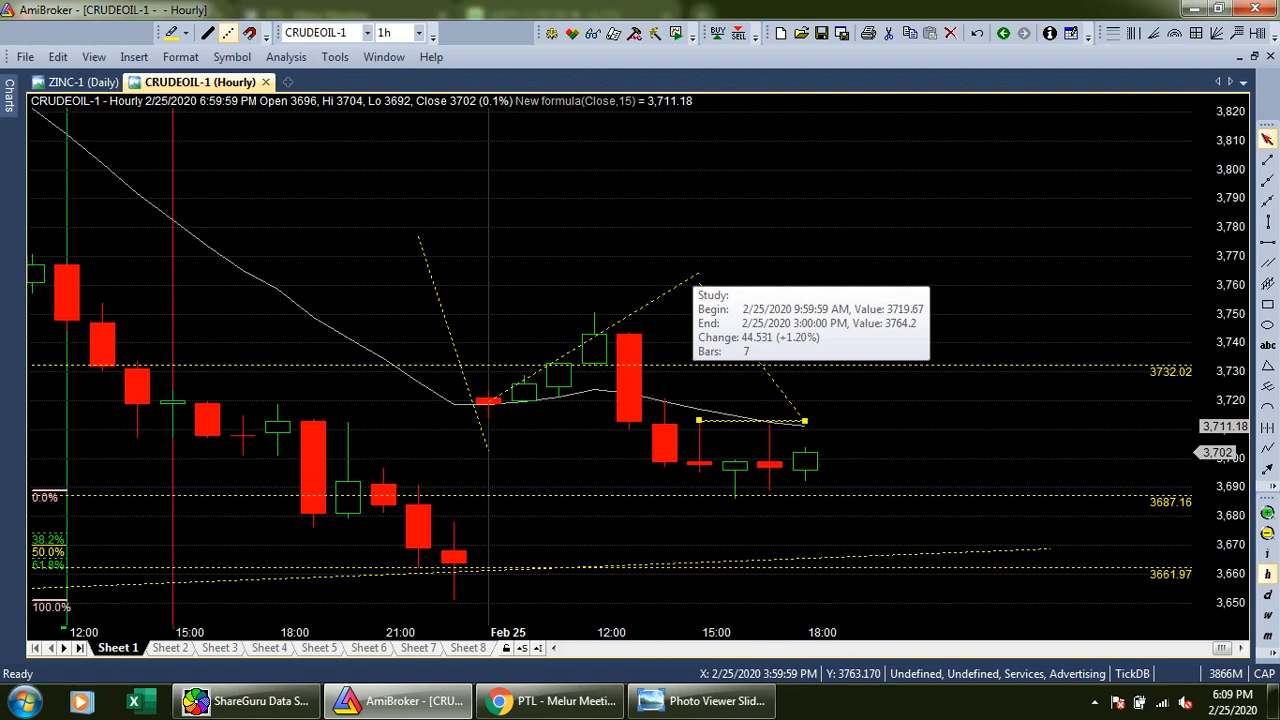 AmiBroker - [CRUDEOIL-1 - - Hourly]
CRUDEOIL-1
1h
BUY
SELL
File Edit View Insert Format Symbol Analysis Tools Window Help
Charts
ZINC-1 (Daily)
CRUDEOIL-1 (Hourly)
CRUDEOIL-1 - Hourly 2/25/2020 6:59:59 PM Open 3696, Hi 3704, Lo 3692, Close 3702 (0.1%) New formula(Close,15) = 3,711.18
3,820
3,810
3,800
3,790
3,780
3,770
3,760
3,750
3,740
3,730
3,720
3,711.18
3,702
3,700
3,690
3,680
3,670
3,660
3,650
3732.02
3687.16
3661.97
Study:
Begin: 2/25/2020 9:59:59 AM, Value: 3719.67
End: 2/25/2020 3:00:00 PM, Value: 3764.2
Change: 44.531 (+1.20%)
Bars: 7
0.0%
38.2%
50.0%
61.8%
100.0%
12:00 15:00 18:00 21:00 Feb 25 12:00 15:00 18:00
abc
i
h
d
w
m
Sheet 1 Sheet 2 Sheet 3 Sheet 4 Sheet 5 Sheet 6 Sheet 7 Sheet 8
Ready
X: 2/25/2020 3:59:59 PM, Y: 3763.170
Undefined, Undefined, Services, Advertising
TickDB
3866M
CAP
ShareGuru Data S...
AmiBroker - [CRU...
PTL - Melur Meeti...
Photo Viewer Slid...
6:09 PM
2/25/2020